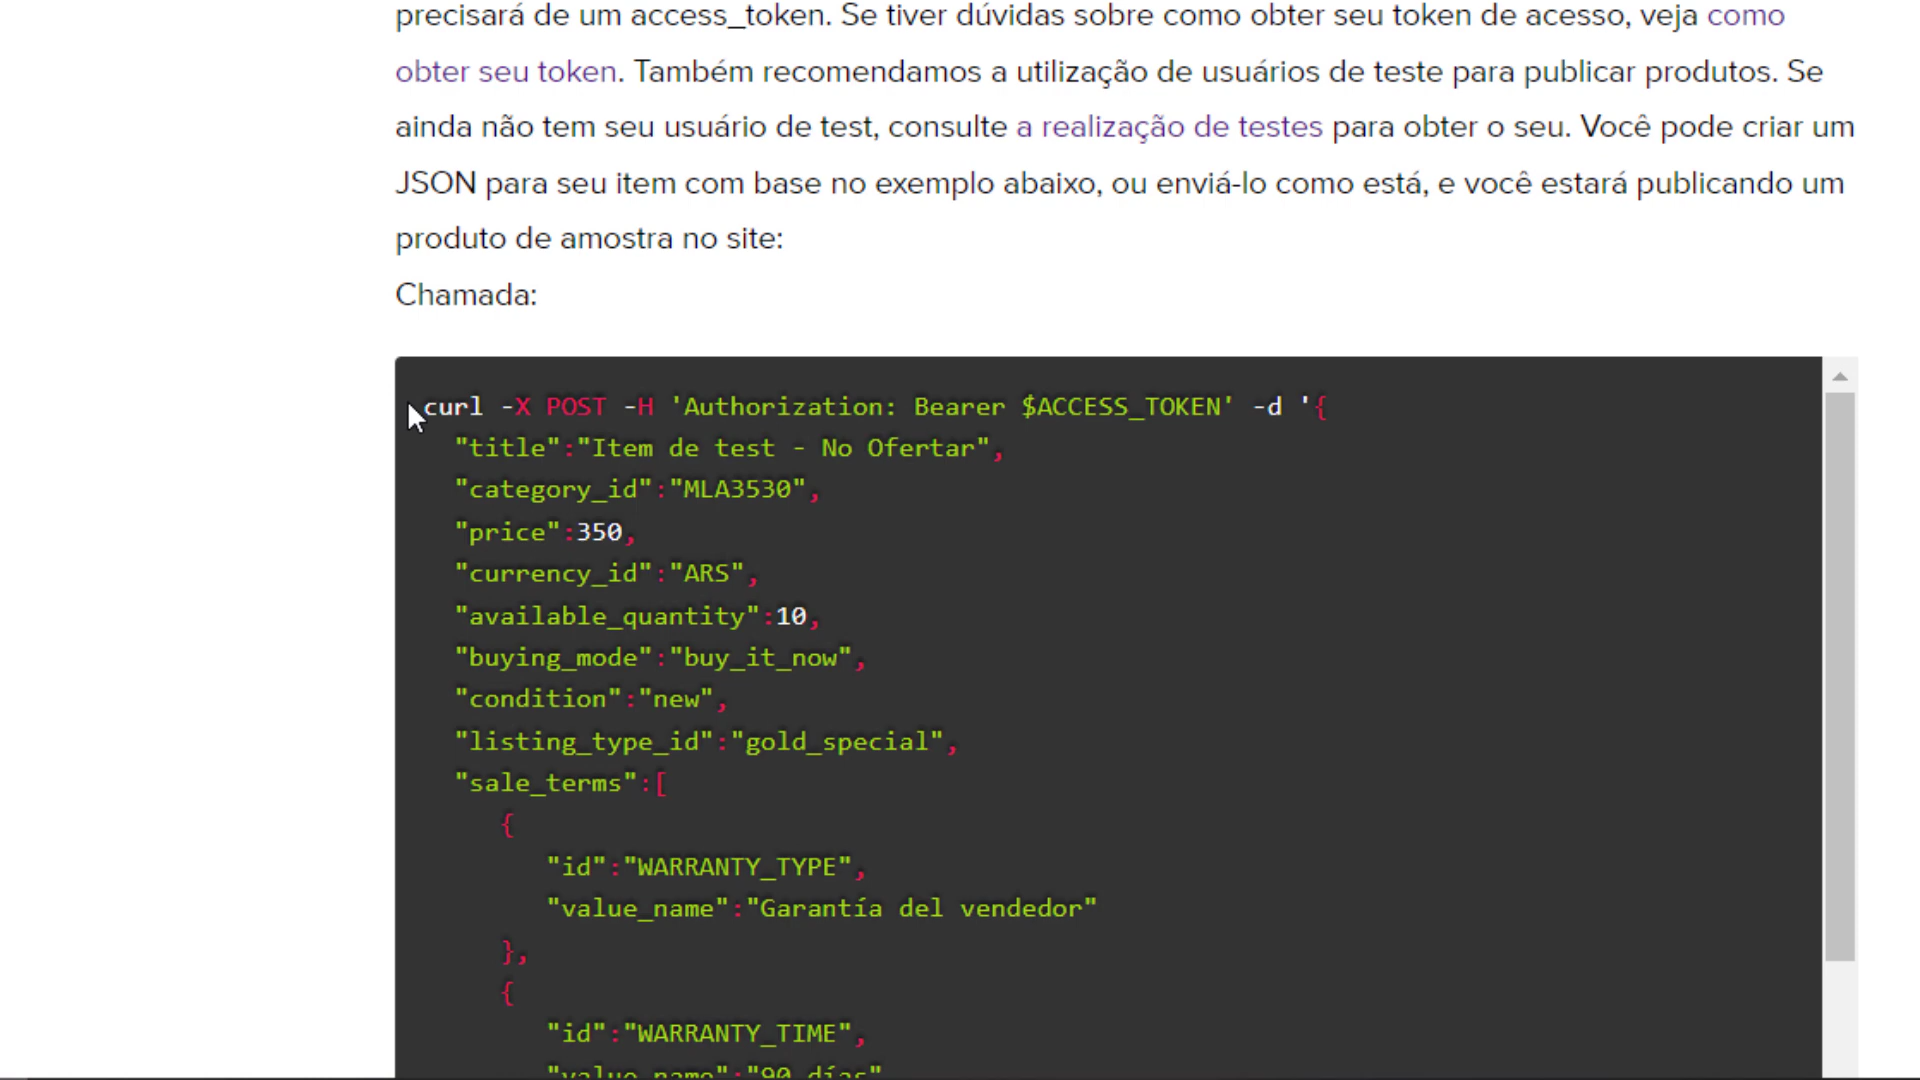 precisará de um access_token. Se tiver dúvidas sobre como obter seu token de acesso, veja como
obter seu token. Também recomendamos a utilização de usuários de teste para publicar produtos. Se
ainda não tem seu usuário de test, consulte a realização de testes para obter o seu. Você pode criar um
JSON para seu item com base no exemplo abaixo, ou enviá-lo como está, e você estará publicando um
produto de amostra no site:
Chamada:
curl -X POST -H 'Authorization: Bearer $ACCESS_TOKEN' -d '{
"title":"Item de test - No Ofertar",
"category_id":"MLA3530",
"price":350,
"currency_id":"ARS",
"available_quantity":10,
"buying_mode":"buy_it_now",
"condition":"new",
"listing_type_id":"gold_special",
"sale_terms":[
{
"id":"WARRANTY_TYPE",
"value_name":"Garantía del vendedor"
},
{
"id":"WARRANTY_TIME",
"value_name":"90 días"